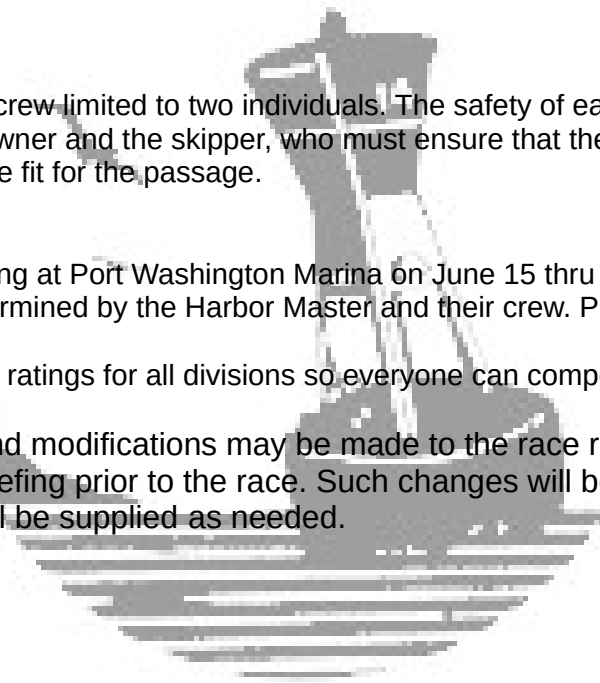 crew limited to two individuals. The safety of ea
wner and the skipper, who must ensure that the
e fit for the passage.
ng at Port Washington Marina on June 15 thru
rmined by the Harbor Master and their crew. P
ratings for all divisions so everyone can comp
nd modifications may be made to the race r
efing prior to the race. Such changes will b
l be supplied as needed.